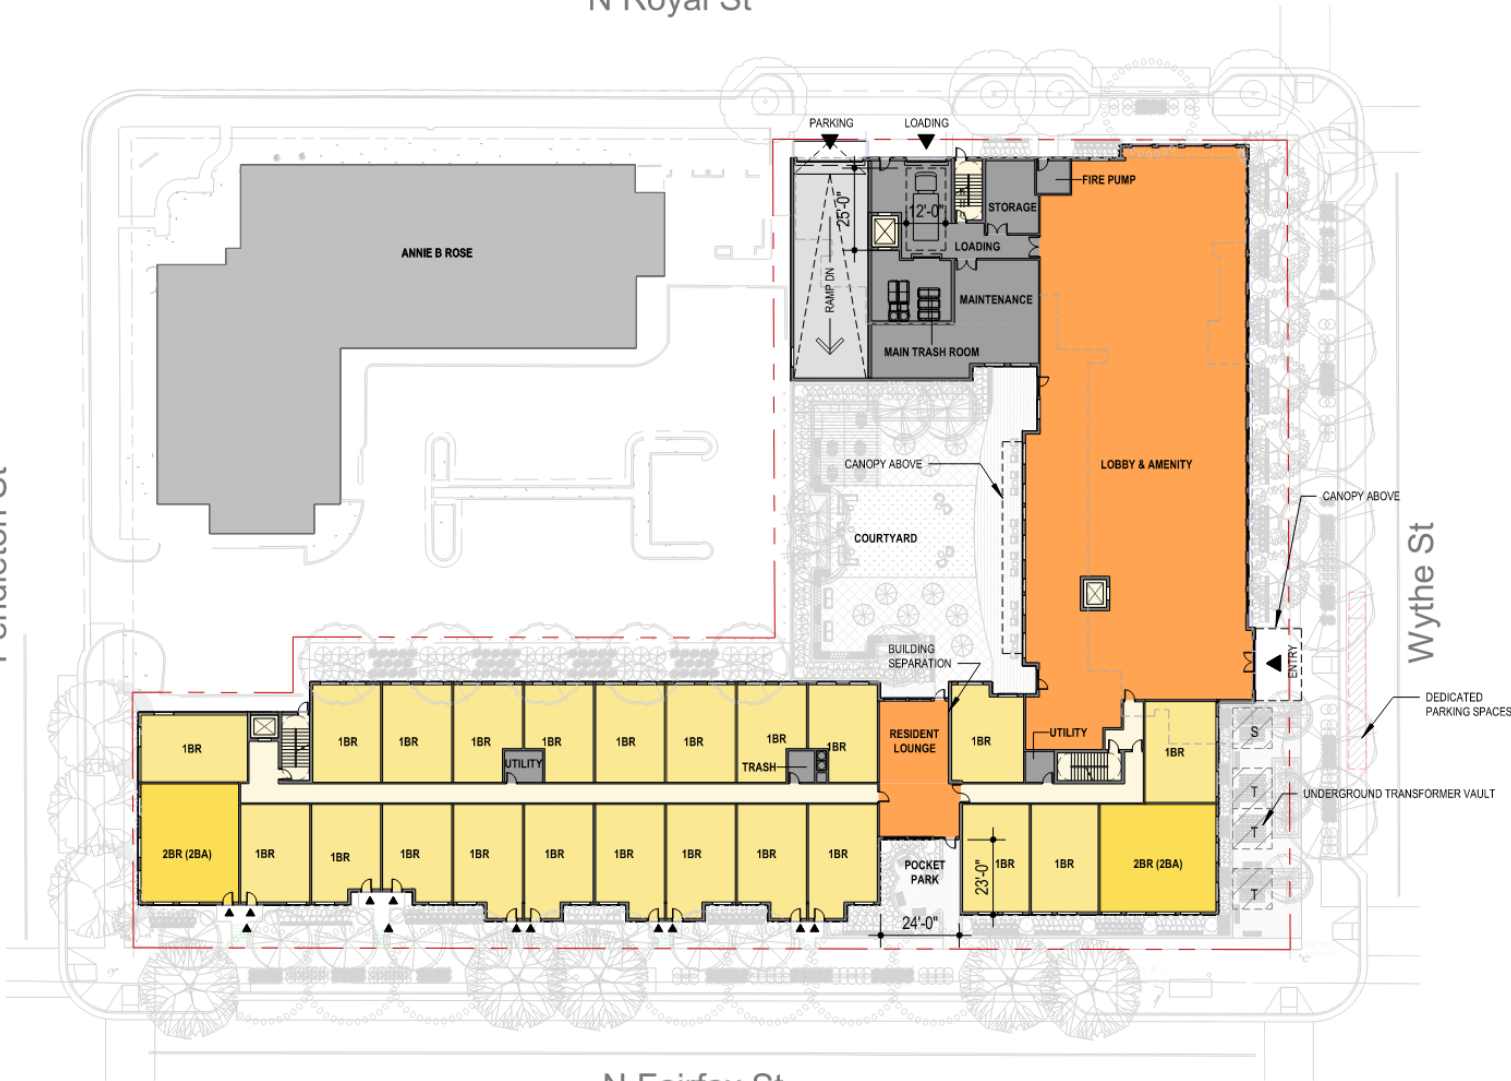 N Royal St
PARKING
LOADING
FIRE PUMP
25'-0"
12'-0"
STORAGE
LOADING
ANNIE B ROSE
RAMP DN
MAINTENANCE
MAIN TRASH ROOM
CANOPY ABOVE
LOBBY & AMENITY
CANOPY ABOVE
COURTYARD
Wythe St
BUILDING
SEPARATION
ENTRY
DEDICATED
PARKING SPACES
1BR
1BR
1BR
1BR
1BR
1BR
1BR
1BR
1BR
RESIDENT
LOUNGE
1BR
UTILITY
1BR
S
UTILITY
TRASH
T
UNDERGROUND TRANSFORMER VAULT
T
2BR (2BA)
1BR
1BR
1BR
1BR
1BR
1BR
1BR
1BR
1BR
POCKET
PARK
23'-0"
1BR
1BR
2BR (2BA)
T
24'-0"
N Fairfax St